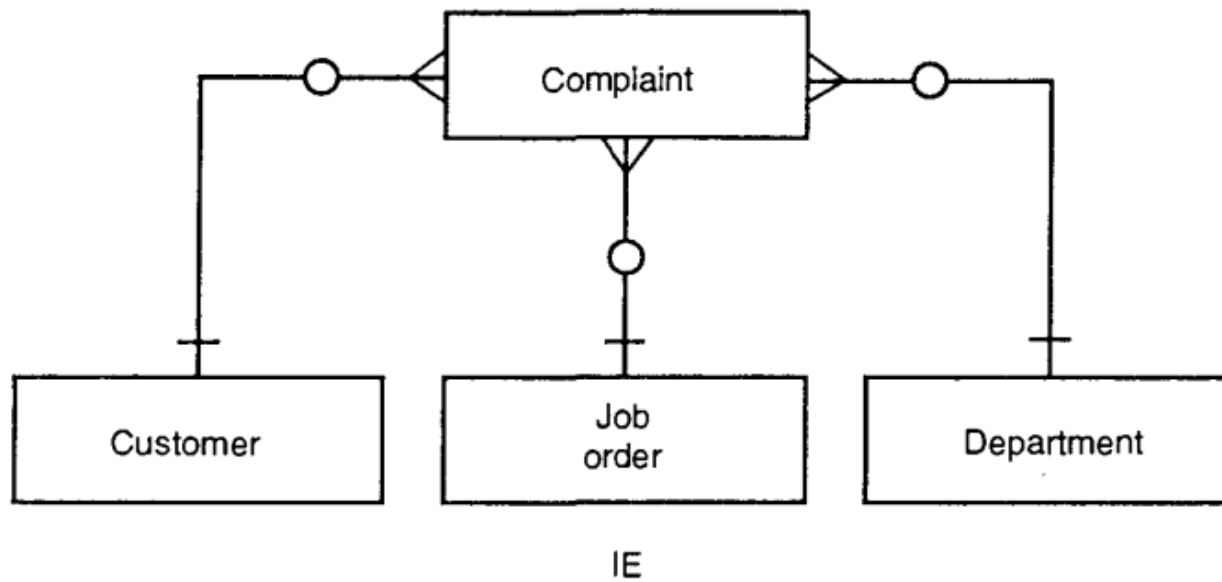 Complaint
Customer
Job
order
Department
IE